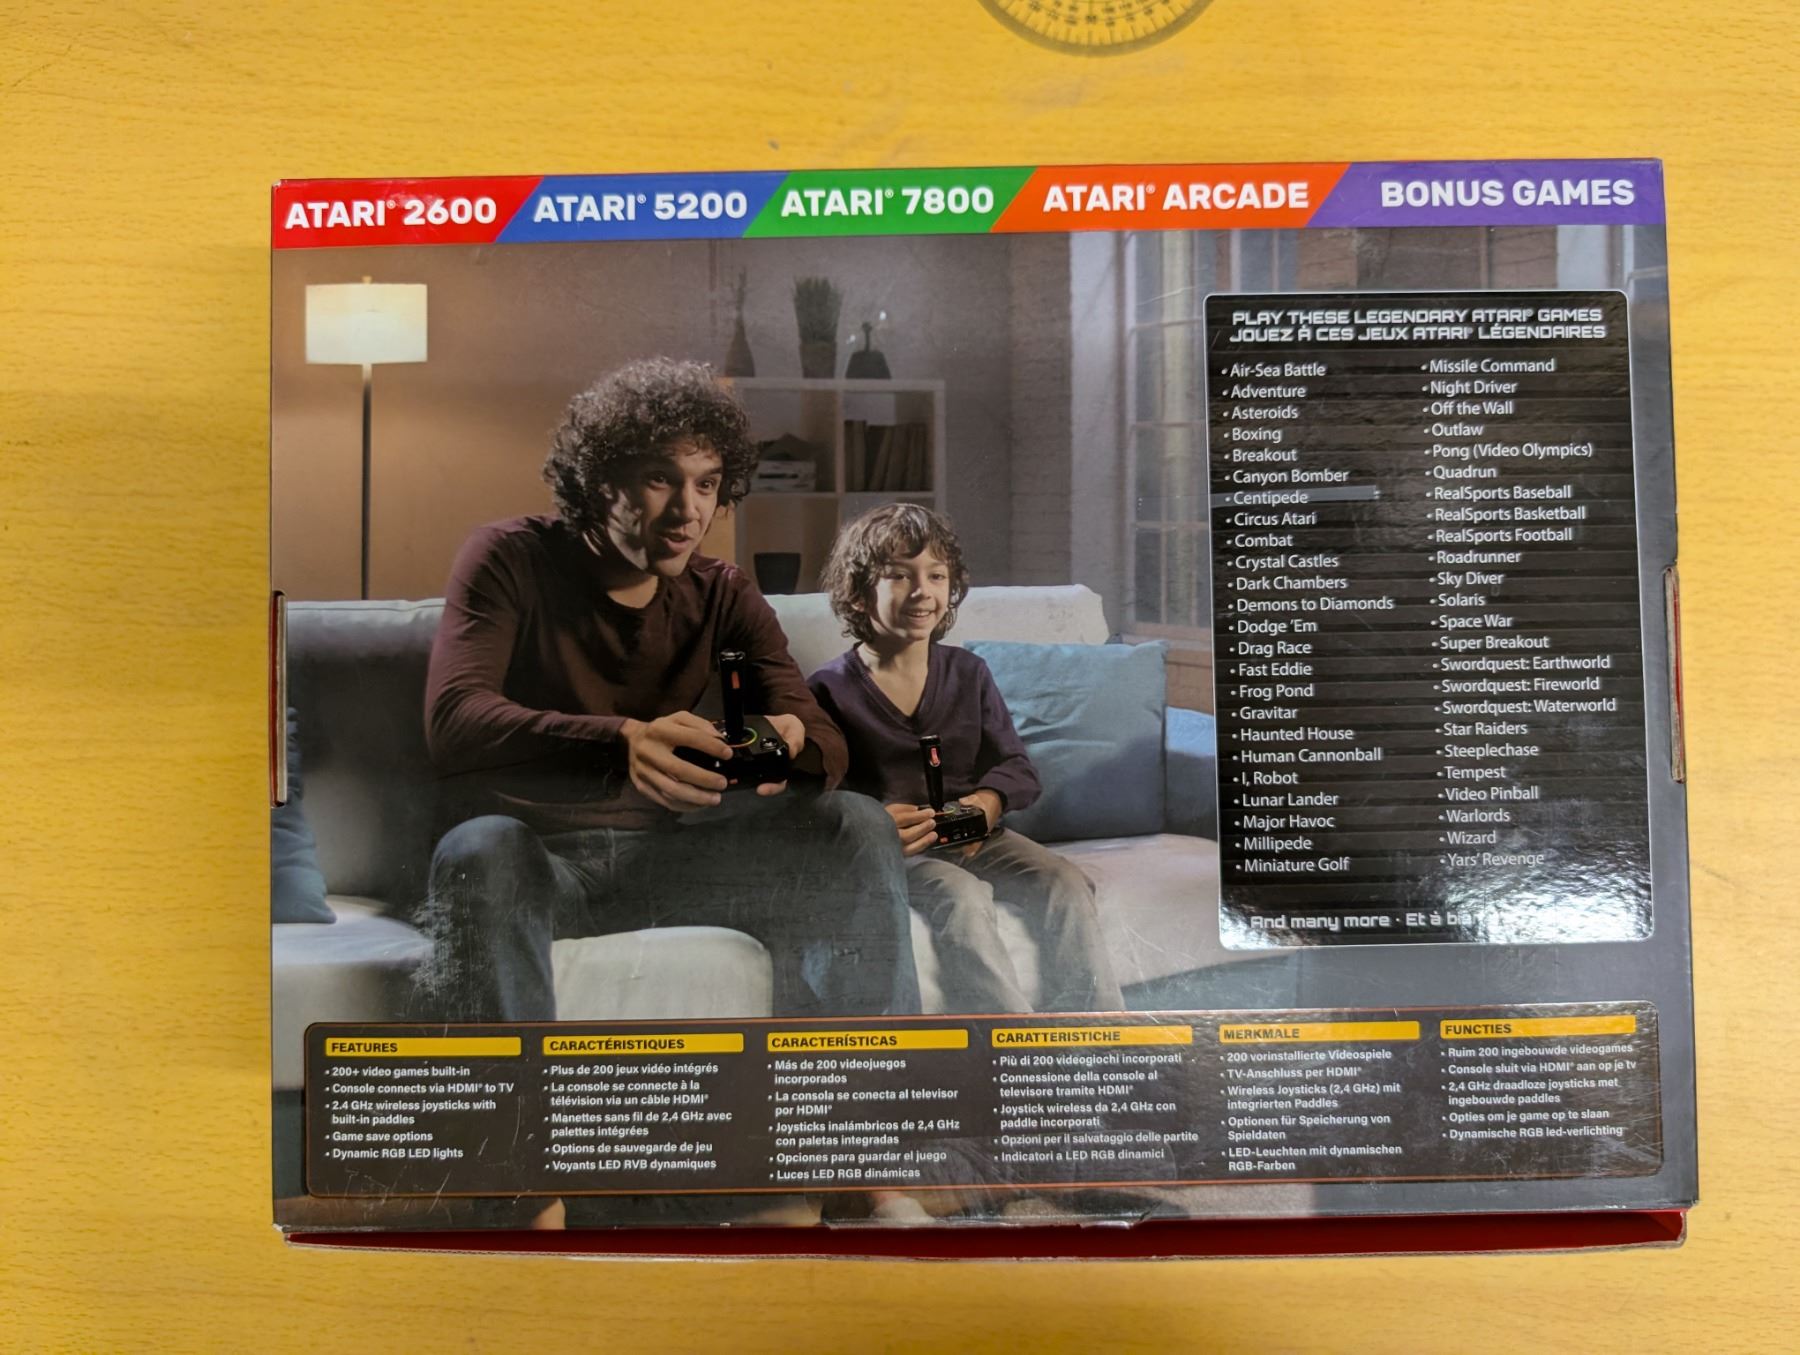 ATARI® 2600 ATARI® 5200 ATARI® 7800 ATARI® ARCADE BONUS GAMES
PLAY THESE LEGENDARY ATARI® GAMES
JOUEZ À CES JEUX ATARI® LÉGENDAIRES
• Air-Sea Battle
• Adventure
• Asteroids
• Boxing
• Breakout
• Canyon Bomber
• Centipede
• Circus Atari
• Combat
• Crystal Castles
• Dark Chambers
• Demons to Diamonds
• Dodge 'Em
• Drag Race
• Fast Eddie
• Frog Pond
• Gravitar
• Haunted House
• Human Cannonball
• I, Robot
• Lunar Lander
• Major Havoc
• Millipede
• Miniature Golf
• Missile Command
• Night Driver
• Off the Wall
• Outlaw
• Pong (Video Olympics)
• Quadrun
• RealSports Baseball
• RealSports Basketball
• RealSports Football
• Roadrunner
• Sky Diver
• Solaris
• Space War
• Super Breakout
• Swordquest: Earthworld
• Swordquest: Fireworld
• Swordquest: Waterworld
• Star Raiders
• Steeplechase
• Tempest
• Video Pinball
• Warlords
• Wizard
• Yars' Revenge
And many more • Et à
FEATURES
• 200+ video games built-in
• Console connects via HDMI® to TV
• 2.4 GHz wireless joysticks with
built-in paddles
• Game save options
• Dynamic RGB LED lights
CARACTÉRISTIQUES
• Plus de 200 jeux vidéo intégrés
• La console se connecte à la
télévision via un câble HDMI®
• Manettes sans fil de 2,4 GHz avec
palettes intégrées
• Options de sauvegarde de jeu
• Voyants LED RVB dynamiques
CARACTERÍSTICAS
• Más de 200 videojuegos
incorporados
• La consola se conecta al televisor
por HDMI®
• Joysticks inalámbricos de 2,4 GHz
con paletas integradas
• Opciones para guardar el juego
• Luces LED RGB dinámicas
CARATTERISTICHE
• Più di 200 videogiochi incorporati
• Connessione della console al
televisore tramite HDMI®
• Joystick wireless da 2,4 GHz con
paddle incorporati
• Opzioni per il salvataggio delle partite
• Indicatori a LED RGB dinamici
MERKMALE
• 200 vorinstallierte Videospiele
• TV-Anschluss per HDMI®
• Wireless Joysticks (2,4 GHz) mit
integrierten Paddles
• Optionen für Speicherung von
Spieldaten
• LED-Leuchten mit dynamischen
RGB-Farben
FUNCTIES
• Ruim 200 ingebouwde videogames
• Console sluit via HDMI® aan op je tv
• 2,4 GHz draadloze joysticks met
ingebouwde paddles
• Opties om je game op te slaan
• Dynamische RGB led-verlichting